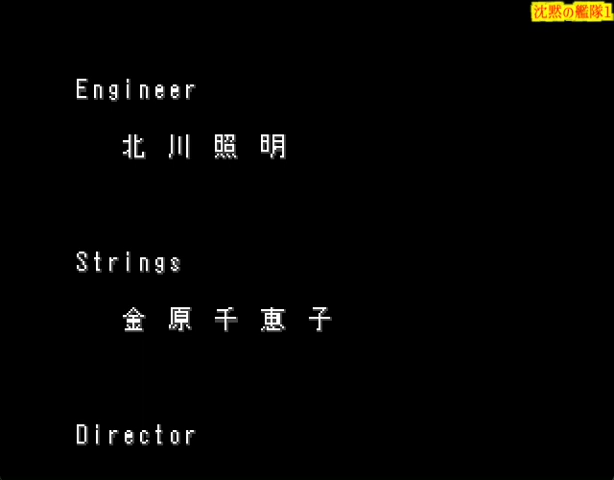 沈黙の艦隊1
Engineer
北川照明
Strings
金原千恵子
Director